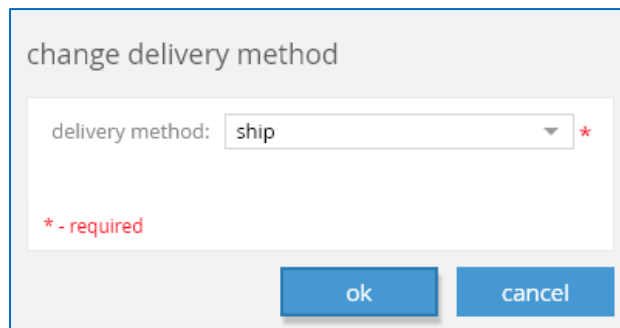 change delivery method
delivery method: ship *
* - required
ok cancel